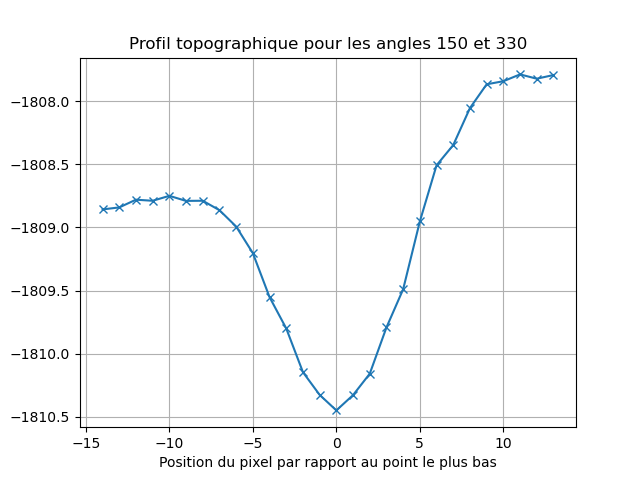 Profil topographique pour les angles 150 et 330
−1808.0
−1808.5
−1809.0
−1809.5
−1810.0
−1810.5
−15 −10 −5 0 5 10
Position du pixel par rapport au point le plus bas